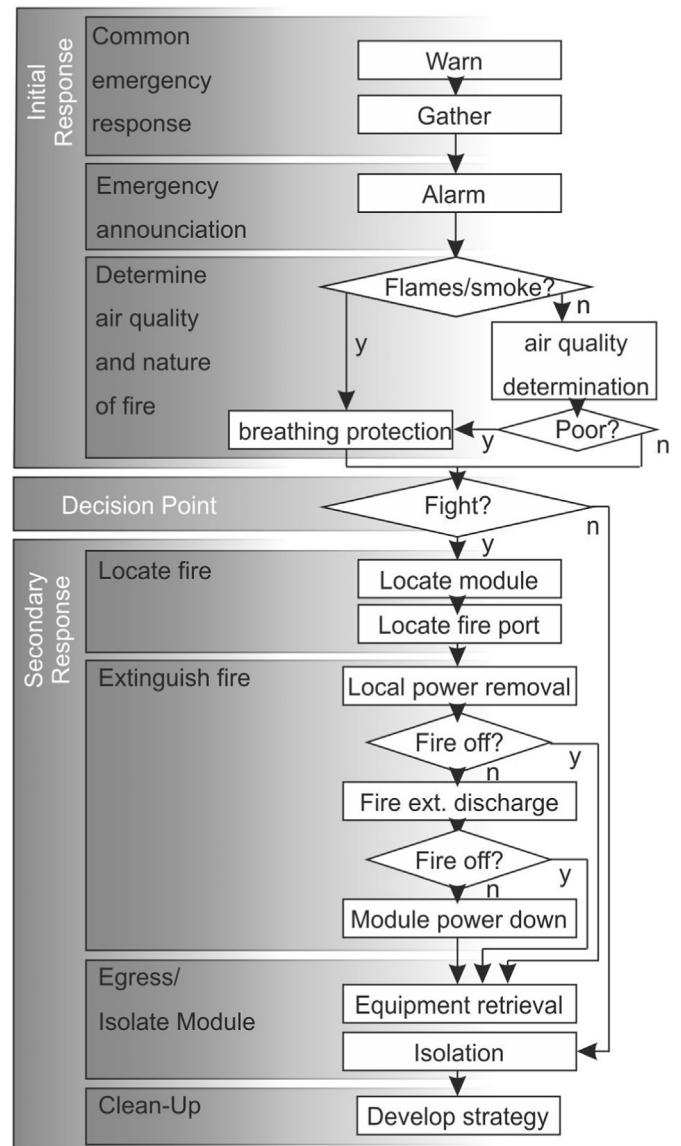 Initial
Response
Common
emergency
response
Warn
Gather
Emergency
announciation
Alarm
Determine
air quality
and nature
of fire
Flames/smoke?
n
y
air quality
determination
breathing protection
y
Poor?
n
Decision Point
Fight?
n
y
Secondary
Response
Locate fire
Locate module
Locate fire port
Extinguish fire
Local power removal
Fire off?
y
n
Fire ext. discharge
Fire off?
y
n
Module power down
Egress/
Isolate Module
Equipment retrieval
Isolation
Clean-Up
Develop strategy